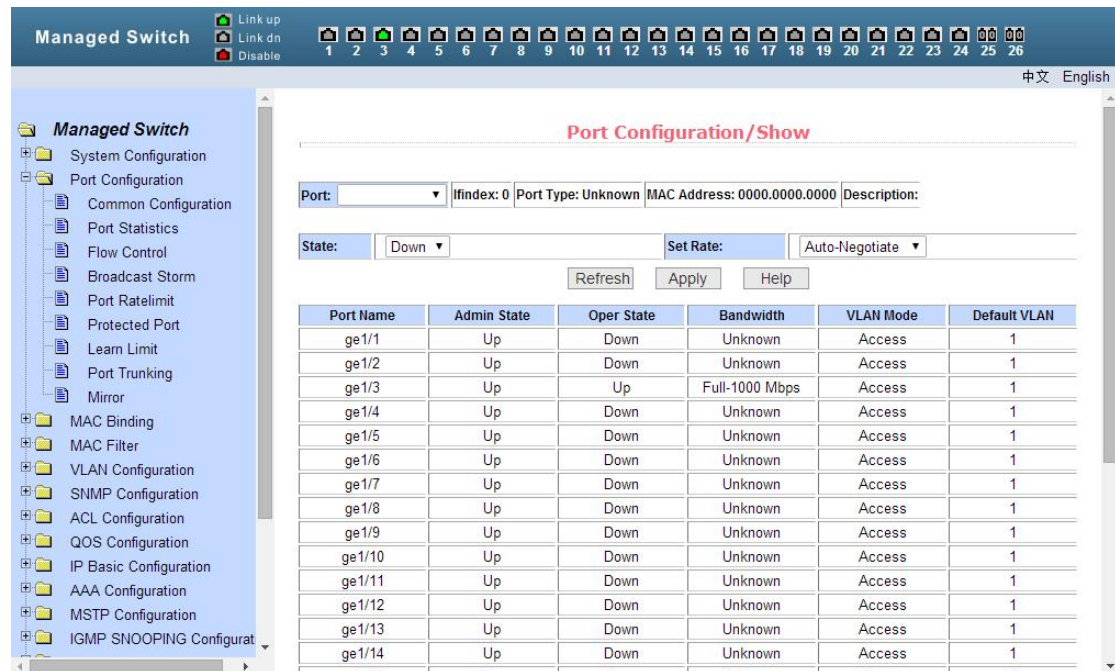 Managed Switch
Link up
Link dn
Disable
1 2 3 4 5 6 7 8 9 10 11 12 13 14 15 16 17 18 19 20 21 22 23 24 25 26
中文 English
Managed Switch
System Configuration
Port Configuration
Common Configuration
Port Statistics
Flow Control
Broadcast Storm
Port Ratelimit
Protected Port
Learn Limit
Port Trunking
Mirror
MAC Binding
MAC Filter
VLAN Configuration
SNMP Configuration
ACL Configuration
QOS Configuration
IP Basic Configuration
AAA Configuration
MSTP Configuration
IGMP SNOOPING Configurat
Port Configuration/Show
Port: Ifindex: 0 Port Type: Unknown MAC Address: 0000.0000.0000 Description:
State: Down Set Rate: Auto-Negotiate
Refresh Apply Help
Port Name Admin State Oper State Bandwidth VLAN Mode Default VLAN
ge1/1 Up Down Unknown Access 1
ge1/2 Up Down Unknown Access 1
ge1/3 Up Up Full-1000 Mbps Access 1
ge1/4 Up Down Unknown Access 1
ge1/5 Up Down Unknown Access 1
ge1/6 Up Down Unknown Access 1
ge1/7 Up Down Unknown Access 1
ge1/8 Up Down Unknown Access 1
ge1/9 Up Down Unknown Access 1
ge1/10 Up Down Unknown Access 1
ge1/11 Up Down Unknown Access 1
ge1/12 Up Down Unknown Access 1
ge1/13 Up Down Unknown Access 1
ge1/14 Up Down Unknown Access 1